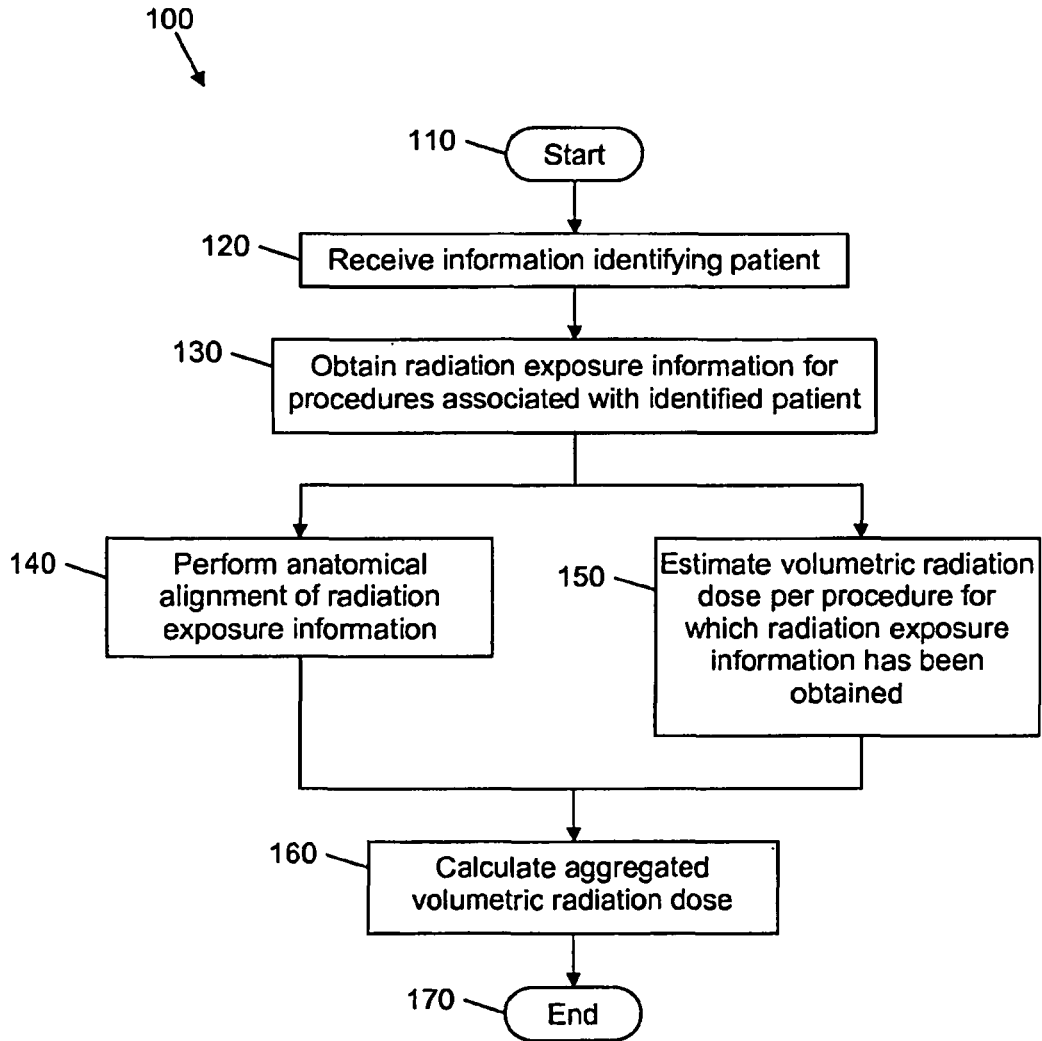 100
110
Start
120
Receive information identifying patient
130
Obtain radiation exposure information for
procedures associated with identified patient
140
Perform anatomical
alignment of radiation
exposure information
150
Estimate volumetric radiation
dose per procedure for
which radiation exposure
information has been
obtained
160
Calculate aggregated
volumetric radiation dose
170
End